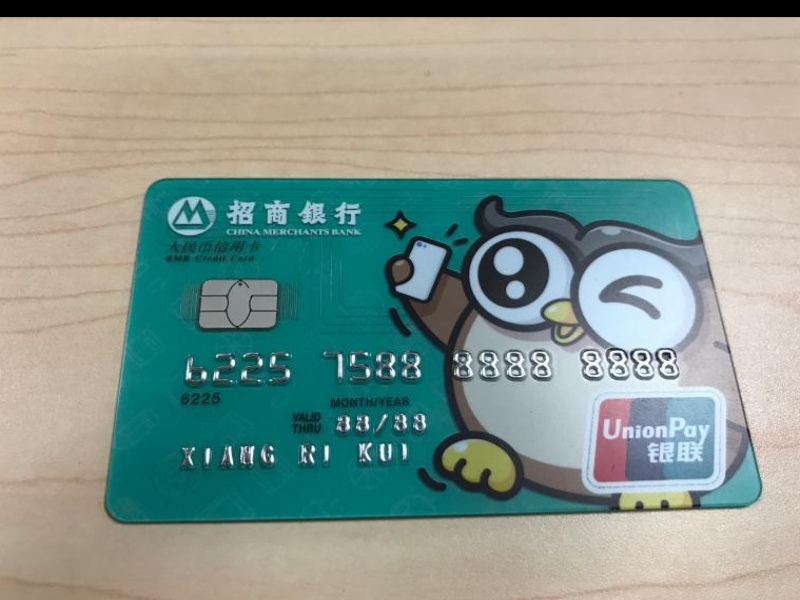 招商银行
CHINA MERCHANTS BANK
人民币信用卡
RMB Credit Card
6225 7588 8888 8888
6225
MONTH/YEAR
VALID THRU 88/88
XIANG RI KUI
UnionPay
银联